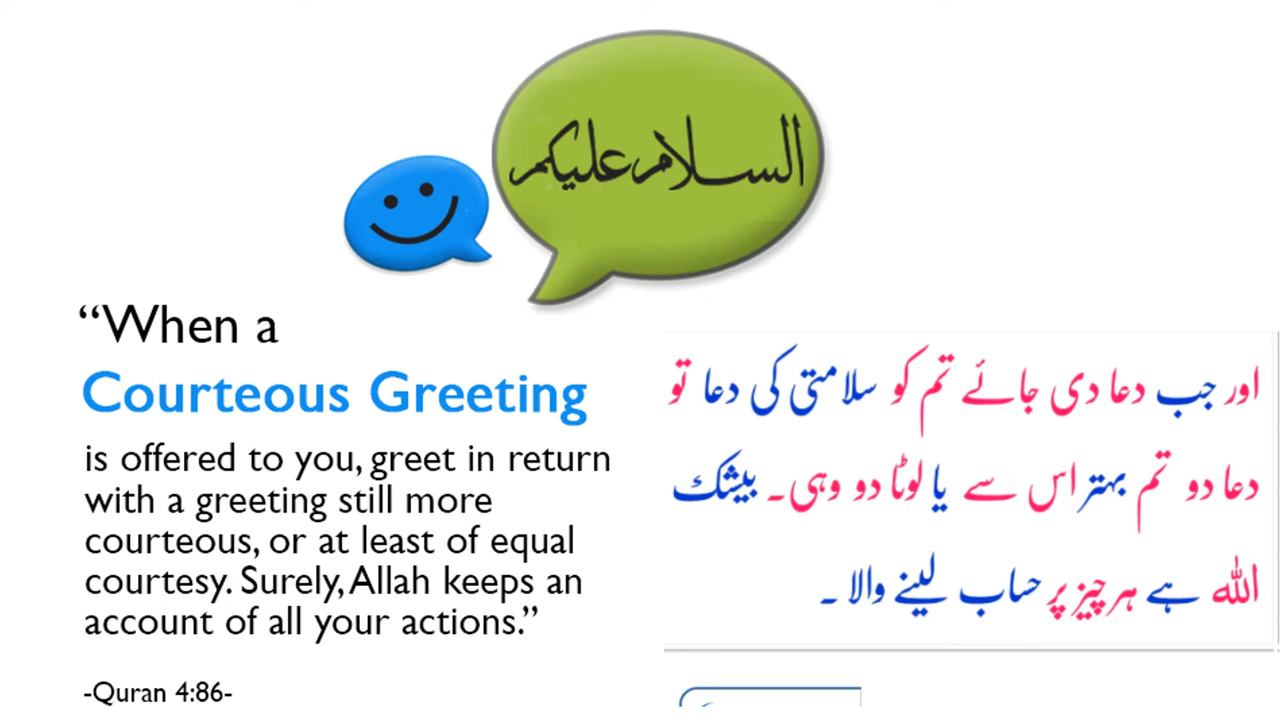 السلام عليكم
“When a
Courteous Greeting
is offered to you, greet in return
with a greeting still more
courteous, or at least of equal
courtesy. Surely, Allah keeps an
account of all your actions.”
-Quran 4:86-
اور جب دعا دی جائے تم کو سلامتی کی دعا تو
دعا دو تم بہتر اس سے یا لوٹا دو وہی۔ بیشک
اللہ ہے ہر چیز پر حساب لینے والا ۔